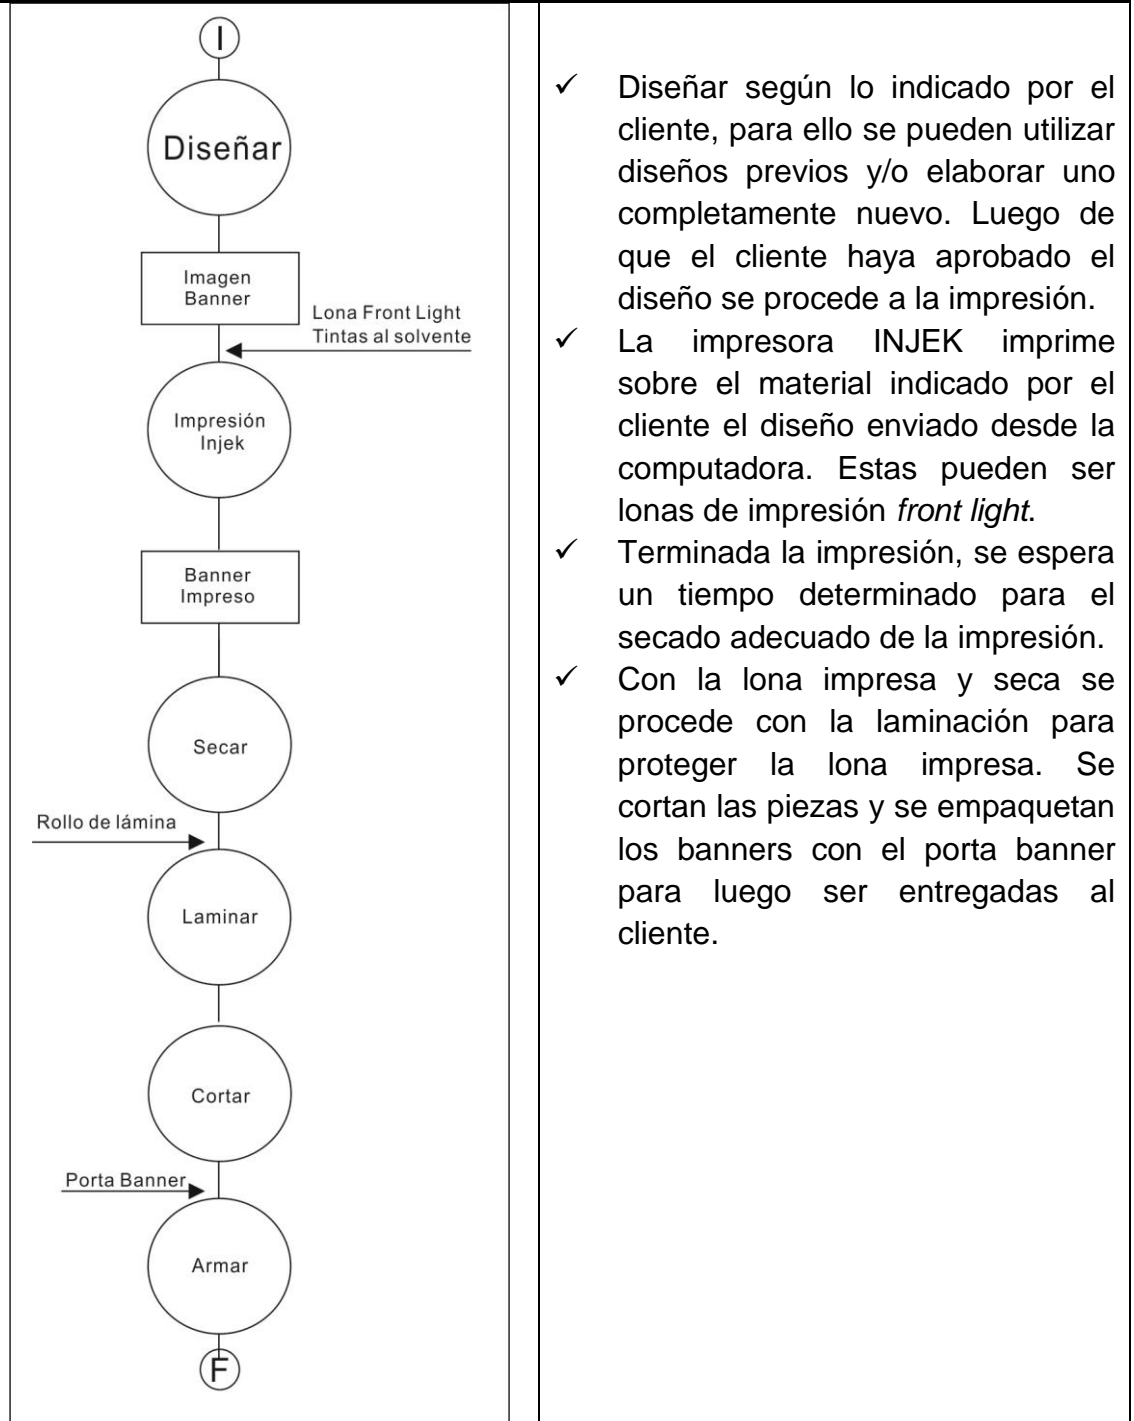 I
Diseñar
Imagen
Banner
Lona Front Light
Tintas al solvente
Impresión
Injek
Banner
Impreso
Secar
Rollo de lámina
Laminar
Cortar
Porta Banner
Armar
F
✓ Diseñar según lo indicado por el
cliente, para ello se pueden utilizar
diseños previos y/o elaborar uno
completamente nuevo. Luego de
que el cliente haya aprobado el
diseño se procede a la impresión.
✓ La impresora INJEK imprime
sobre el material indicado por el
cliente el diseño enviado desde la
computadora. Estas pueden ser
lonas de impresión front light.
✓ Terminada la impresión, se espera
un tiempo determinado para el
secado adecuado de la impresión.
✓ Con la lona impresa y seca se
procede con la laminación para
proteger la lona impresa. Se
cortan las piezas y se empaquetan
los banners con el porta banner
para luego ser entregadas al
cliente.